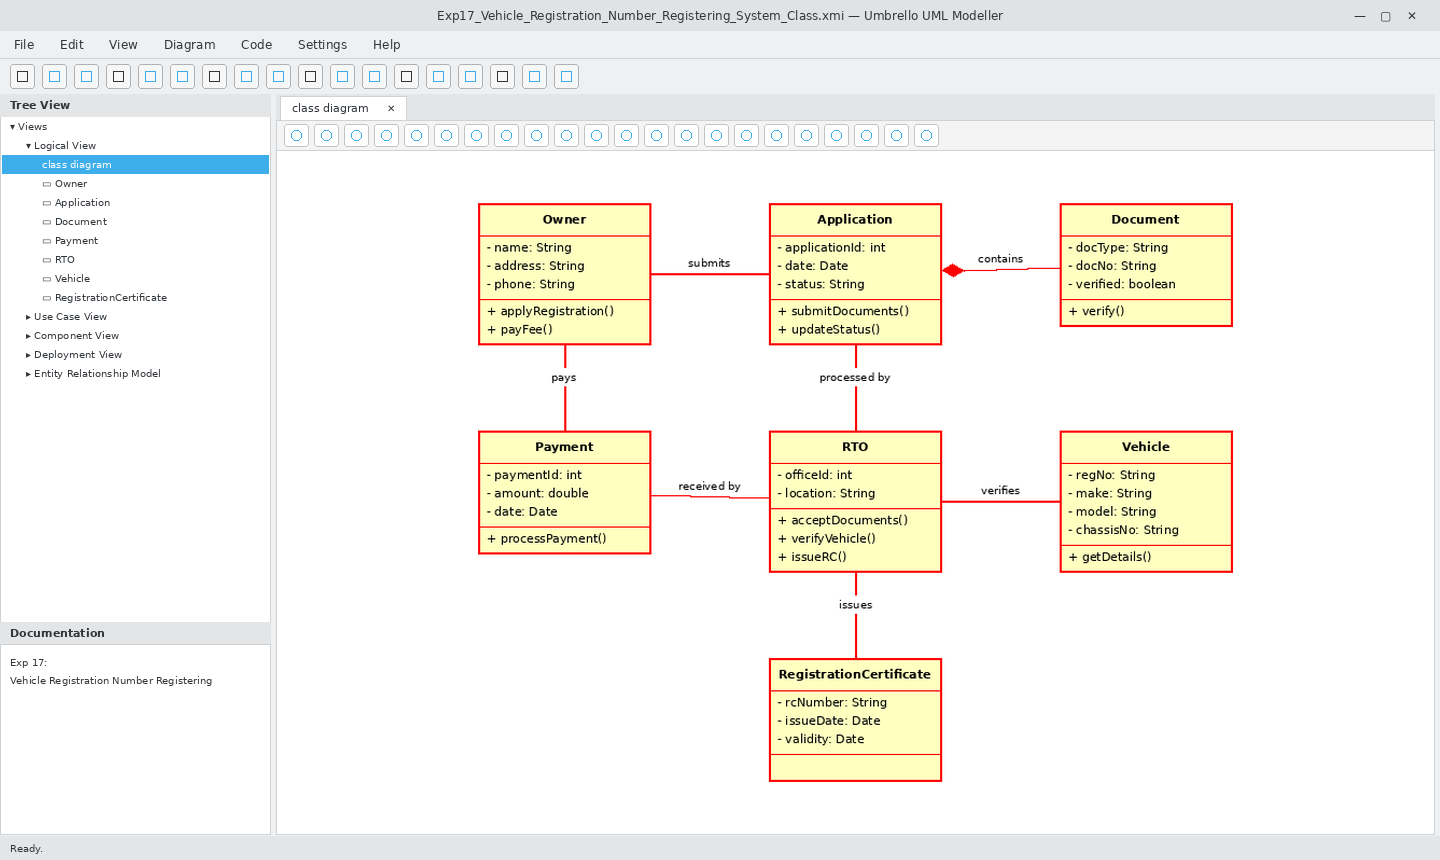 Exp17_Vehicle_Registration_Number_Registering_System_Class.xmi — Umbrello UML Modeller
File Edit View Diagram Code Settings Help
Tree View
Views
Logical View
class diagram
Owner
Application
Document
Payment
RTO
Vehicle
RegistrationCertificate
Use Case View
Component View
Deployment View
Entity Relationship Model
Documentation
Exp 17:
Vehicle Registration Number Registering
class diagram
Owner
- name: String
- address: String
- phone: String
+ applyRegistration()
+ payFee()
submits
Application
- applicationId: int
- date: Date
- status: String
+ submitDocuments()
+ updateStatus()
contains
Document
- docType: String
- docNo: String
- verified: boolean
+ verify()
pays
processed by
Payment
- paymentId: int
- amount: double
- date: Date
+ processPayment()
received by
RTO
- officeId: int
- location: String
+ acceptDocuments()
+ verifyVehicle()
+ issueRC()
verifies
Vehicle
- regNo: String
- make: String
- model: String
- chassisNo: String
+ getDetails()
issues
RegistrationCertificate
- rcNumber: String
- issueDate: Date
- validity: Date
Ready.